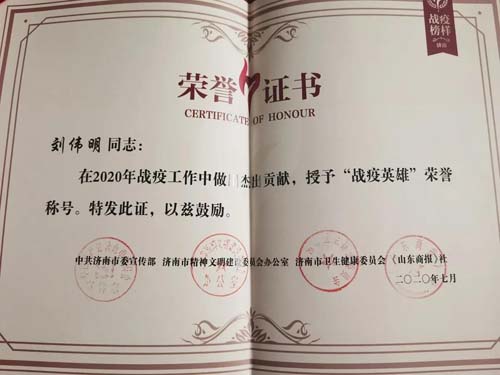 战疫
榜样
济南
荣誉证书
CERTIFICATE OF HONOUR
刘伟明同志：
在2020年战疫工作中做出杰出贡献，授予“战疫英雄”荣誉
称号。特发此证，以兹鼓励。
中共济南市委宣传部 济南市精神文明建设委员会办公室 济南市卫生健康委员会 《山东商报》社
二〇二〇年七月